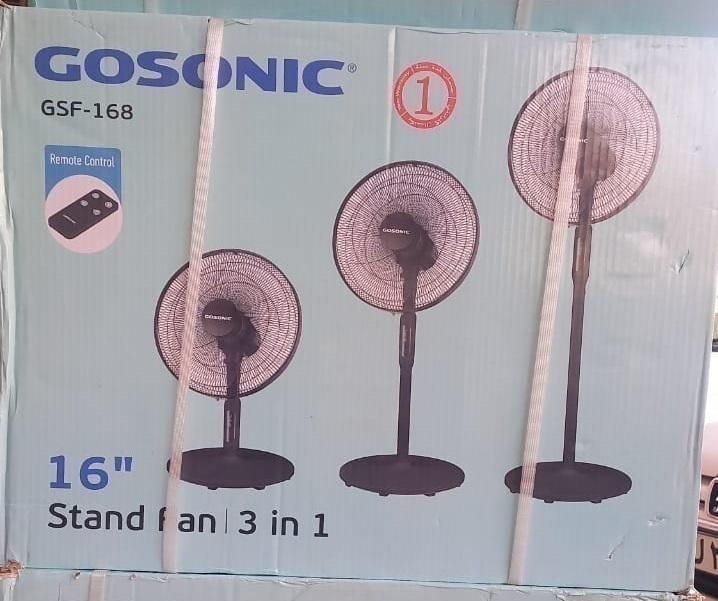 GOSONIC®
GSF-168
1
Remote Control
GOSONIC
GOSONIC
GOSONIC
16"
Stand Fan | 3 in 1